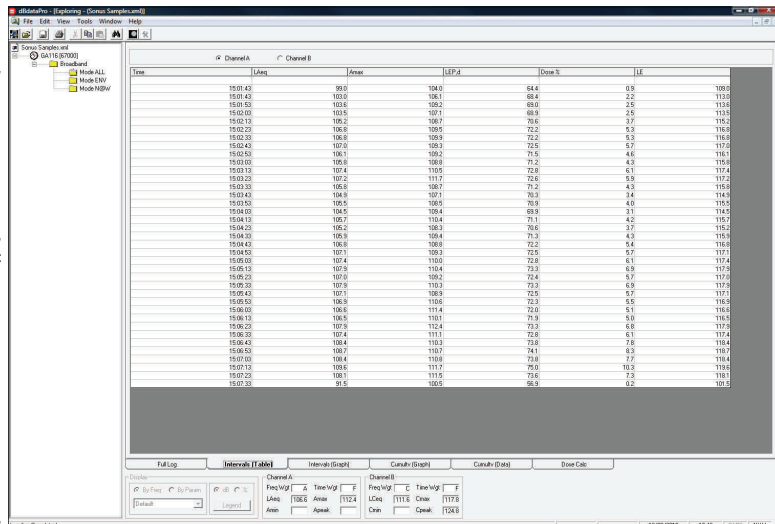 dBdataPro - [Exploring - (Sonus Samples.xml)]
File Edit View Tools Window Help
Sonus Samples.xml
GA116 [67000]
Broadband
Mode ALL
Mode ENV
Mode N@W
Channel A Channel B
Time LAeq Amax LEP,d Dose % LE
15:01:43 99.0 104.0 64.4 0.9 109.0
15:01:43 103.0 106.1 68.4 2.2 113.0
15:01:53 103.6 109.2 69.0 2.5 113.6
15:02:03 103.5 107.1 68.9 2.5 113.5
15:02:13 105.2 108.7 70.6 3.7 115.2
15:02:23 106.8 109.5 72.2 5.3 116.8
15:02:33 106.8 109.9 72.2 5.3 116.8
15:02:43 107.0 109.3 72.5 5.7 117.0
15:02:53 106.1 109.2 71.5 4.6 116.1
15:03:03 105.8 108.8 71.2 4.3 115.8
15:03:13 107.4 110.5 72.8 6.1 117.4
15:03:23 107.2 111.7 72.6 5.9 117.2
15:03:33 105.8 108.7 71.2 4.3 115.8
15:03:43 104.9 107.1 70.3 3.4 114.9
15:03:53 105.5 108.5 70.9 4.0 115.5
15:04:03 104.5 109.4 69.9 3.1 114.5
15:04:13 105.7 110.4 71.1 4.2 115.7
15:04:23 105.2 108.3 70.6 3.7 115.2
15:04:33 105.9 109.4 71.3 4.3 115.9
15:04:43 106.8 108.8 72.2 5.4 116.8
15:04:53 107.1 109.3 72.5 5.7 117.1
15:05:03 107.4 110.0 72.8 6.1 117.4
15:05:13 107.9 110.4 73.3 6.9 117.9
15:05:23 107.0 109.2 72.4 5.7 117.0
15:05:33 107.9 110.3 73.3 6.9 117.9
15:05:43 107.1 108.9 72.5 5.7 117.1
15:05:53 106.9 110.6 72.3 5.5 116.9
15:06:03 106.6 111.4 72.0 5.1 116.6
15:06:13 106.5 110.1 71.9 5.0 116.5
15:06:23 107.9 112.4 73.3 6.8 117.9
15:06:33 107.4 111.1 72.8 6.1 117.4
15:06:43 108.4 110.3 73.8 7.8 118.4
15:06:53 108.7 110.7 74.1 8.3 118.7
15:07:03 108.4 110.8 73.8 7.7 118.4
15:07:13 109.6 111.7 75.0 10.3 119.6
15:07:23 108.1 111.5 73.6 7.3 118.1
15:07:33 91.5 100.5 56.9 0.2 101.5
Full Log Intervals (Table) Intervals (Graph) Cumultv (Graph) Cumultv (Data) Dose Calc
Display Channel A Channel B
By Freq By Param dB % Freq Wgt A Time Wgt F Freq Wgt C Time Wgt F
Default Legend LAeq 106.6 Amax 112.4 LCeq 111.6 Cmax 117.8
Amin Apeak Cmin Cpeak 124.8